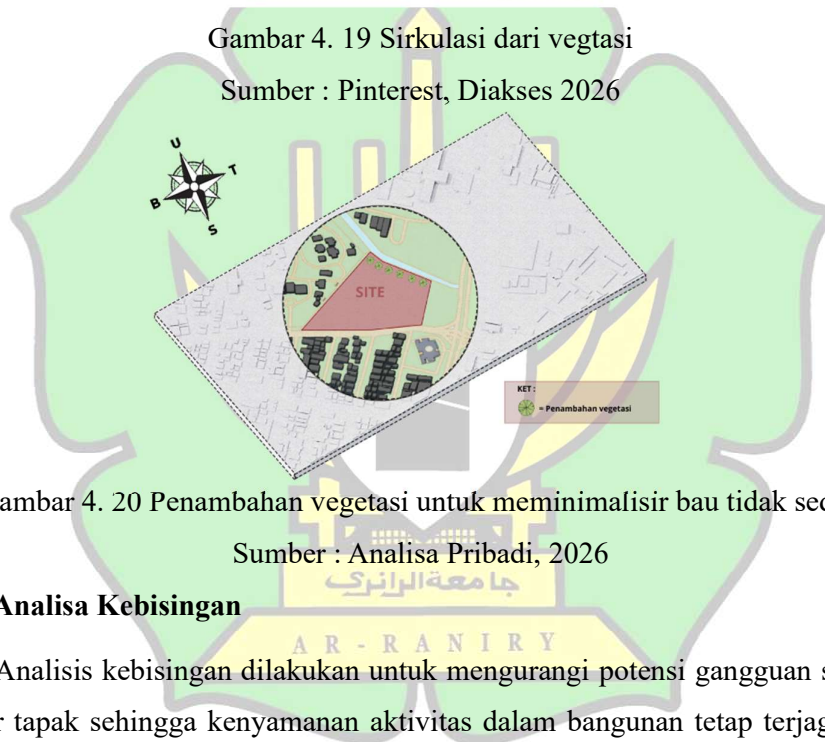 Gambar 4. 19 Sirkulasi dari vegtasi
Sumber : Pinterest, Diakses 2026
U
T
B
S
SITE
KET :
= Penambahan vegetasi
ambar 4. 20 Penambahan vegetasi untuk meminimalisir bau tidak sed
Sumber : Analisa Pribadi, 2026
جامعة الرانري
Analisa Kebisingan
AR-RANIRY
Analisis kebisingan dilakukan untuk mengurangi potensi gangguan s
r tapak sehingga kenyamanan aktivitas dalam bangunan tetap terjag